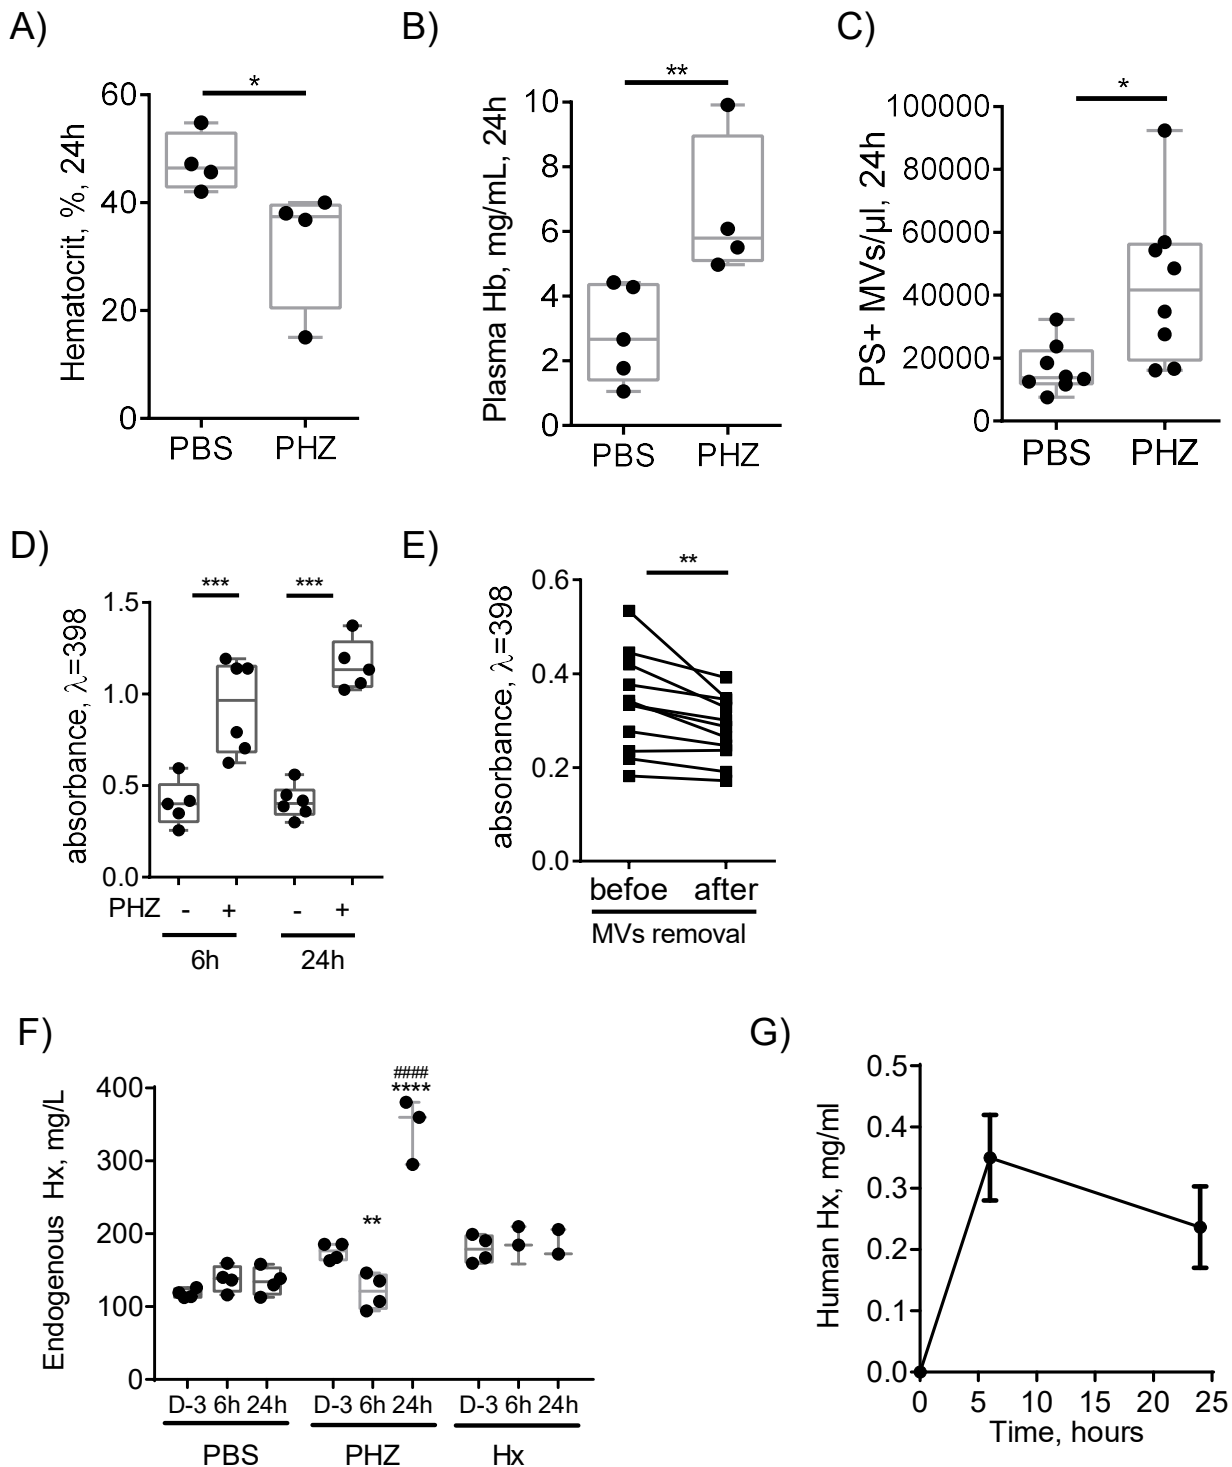 A)
B)
C)
*
**
*
Hematocrit, %, 24h
60
40
20
0
PBS PHZ
Plasma Hb, mg/mL, 24h
10
8
6
4
2
0
PBS PHZ
PS+ MVs/µl, 24h
100000
80000
60000
40000
20000
0
PBS PHZ
D)
E)
*** ***
absorbance, λ=398
1.5
1.0
0.5
0.0
PHZ - + - +
6h 24h
**
absorbance, λ=398
0.6
0.4
0.2
0.0
befoe after
MVs removal
F)
G)
Endogenous Hx, mg/L
400
300
200
100
0
####
****
**
D-3 6h 24h D-3 6h 24h D-3 6h 24h
PBS PHZ Hx
Human Hx, mg/ml
0.5
0.4
0.3
0.2
0.1
0.0
0 5 10 15 20 25
Time, hours